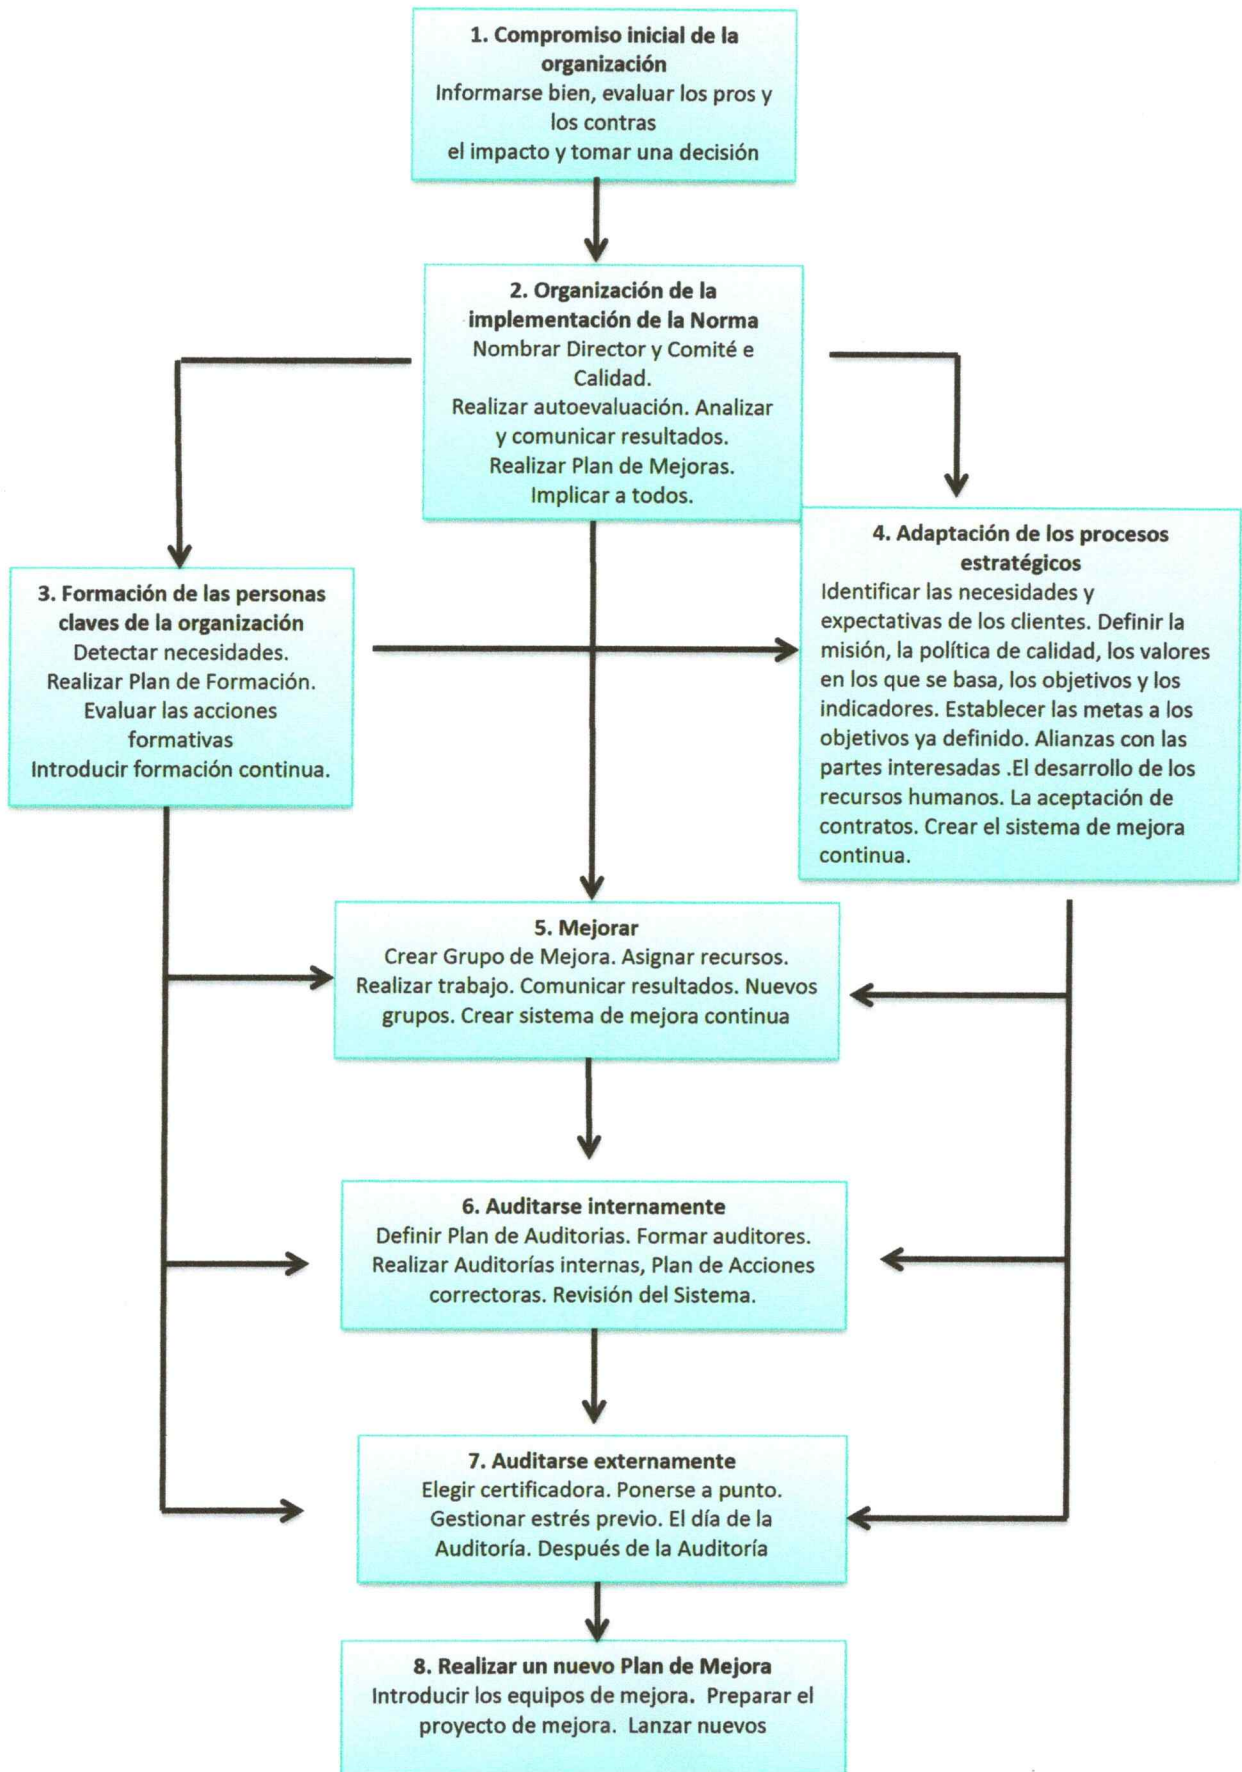 1. Compromiso inicial de la
organización
Informarse bien, evaluar los pros y
los contras
el impacto y tomar una decisión
2. Organización de la
implementación de la Norma
Nombrar Director y Comité e
Calidad.
Realizar autoevaluación. Analizar
y comunicar resultados.
Realizar Plan de Mejoras.
Implicar a todos.
3. Formación de las personas
claves de la organización
Detectar necesidades.
Realizar Plan de Formación.
Evaluar las acciones
formativas
Introducir formación continua.
4. Adaptación de los procesos
estratégicos
Identificar las necesidades y
expectativas de los clientes. Definir la
misión, la política de calidad, los valores
en los que se basa, los objetivos y los
indicadores. Establecer las metas a los
objetivos ya definido. Alianzas con las
partes interesadas .El desarrollo de los
recursos humanos. La aceptación de
contratos. Crear el sistema de mejora
continua.
5. Mejorar
Crear Grupo de Mejora. Asignar recursos.
Realizar trabajo. Comunicar resultados. Nuevos
grupos. Crear sistema de mejora continua
6. Auditarse internamente
Definir Plan de Auditorias. Formar auditores.
Realizar Auditorías internas, Plan de Acciones
correctoras. Revisión del Sistema.
7. Auditarse externamente
Elegir certificadora. Ponerse a punto.
Gestionar estrés previo. El día de la
Auditoría. Después de la Auditoría
8. Realizar un nuevo Plan de Mejora
Introducir los equipos de mejora. Preparar el
proyecto de mejora. Lanzar nuevos